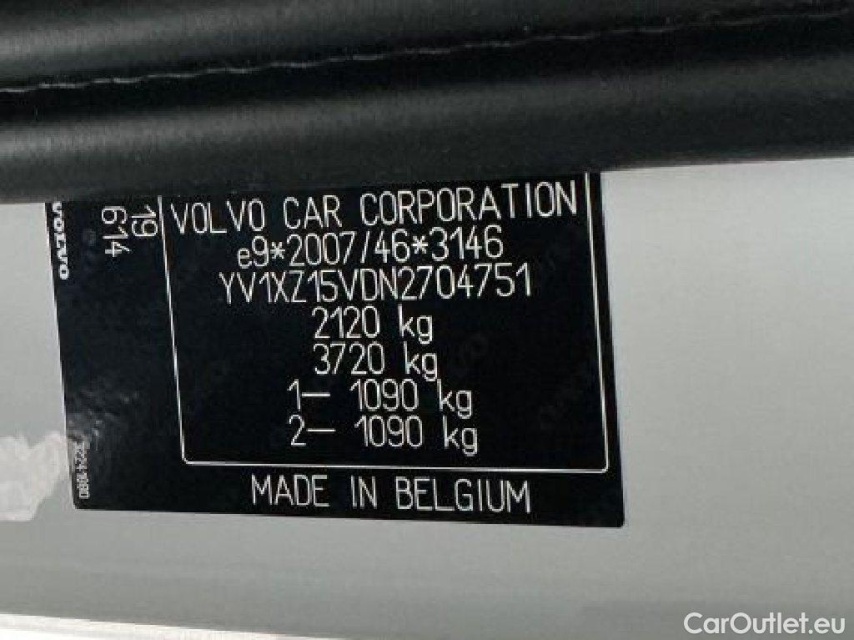 VOLVO
19
614
VOLVO CAR CORPORATION
e9*2007/46*3146
YV1XZ15VDN2704751
2120 kg
3720 kg
1– 1090 kg
2– 1090 kg
MADE IN BELGIUM
CarOutlet.eu